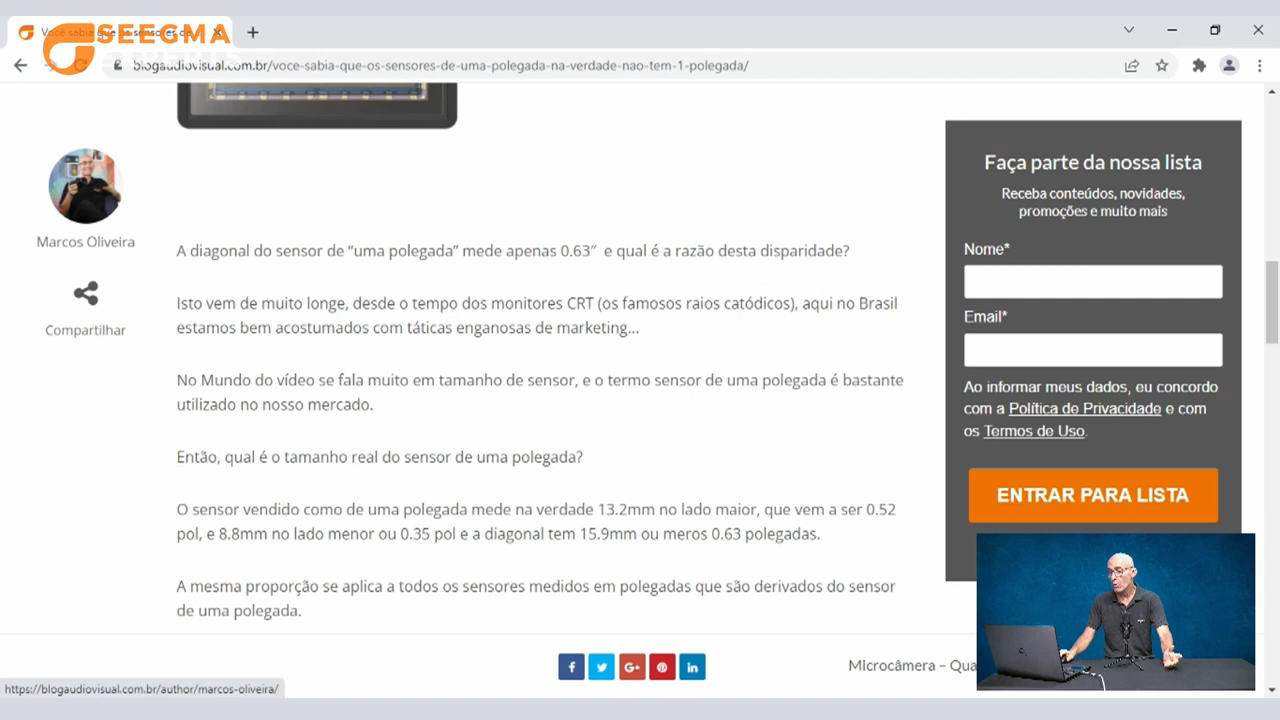 Você sabia que os sensores de
SEEGMA
blogaudiovisual.com.br/voce-sabia-que-os-sensores-de-uma-polegada-na-verdade-nao-tem-1-polegada/
Marcos Oliveira
Compartilhar
A diagonal do sensor de “uma polegada” mede apenas 0.63″ e qual é a razão desta disparidade?
Isto vem de muito longe, desde o tempo dos monitores CRT (os famosos raios catódicos), aqui no Brasil
estamos bem acostumados com táticas enganosas de marketing...
No Mundo do vídeo se fala muito em tamanho de sensor, e o termo sensor de uma polegada é bastante
utilizado no nosso mercado.
Então, qual é o tamanho real do sensor de uma polegada?
O sensor vendido como de uma polegada mede na verdade 13.2mm no lado maior, que vem a ser 0.52
pol, e 8.8mm no lado menor ou 0.35 pol e a diagonal tem 15.9mm ou meros 0.63 polegadas.
A mesma proporção se aplica a todos os sensores medidos em polegadas que são derivados do sensor
de uma polegada.
Faça parte da nossa lista
Receba conteúdos, novidades,
promoções e muito mais
Nome*
Email*
Ao informar meus dados, eu concordo
com a Política de Privacidade e com
os Termos de Uso.
ENTRAR PARA LISTA
Microcâmera – Qua
https://blogaudiovisual.com.br/author/marcos-oliveira/